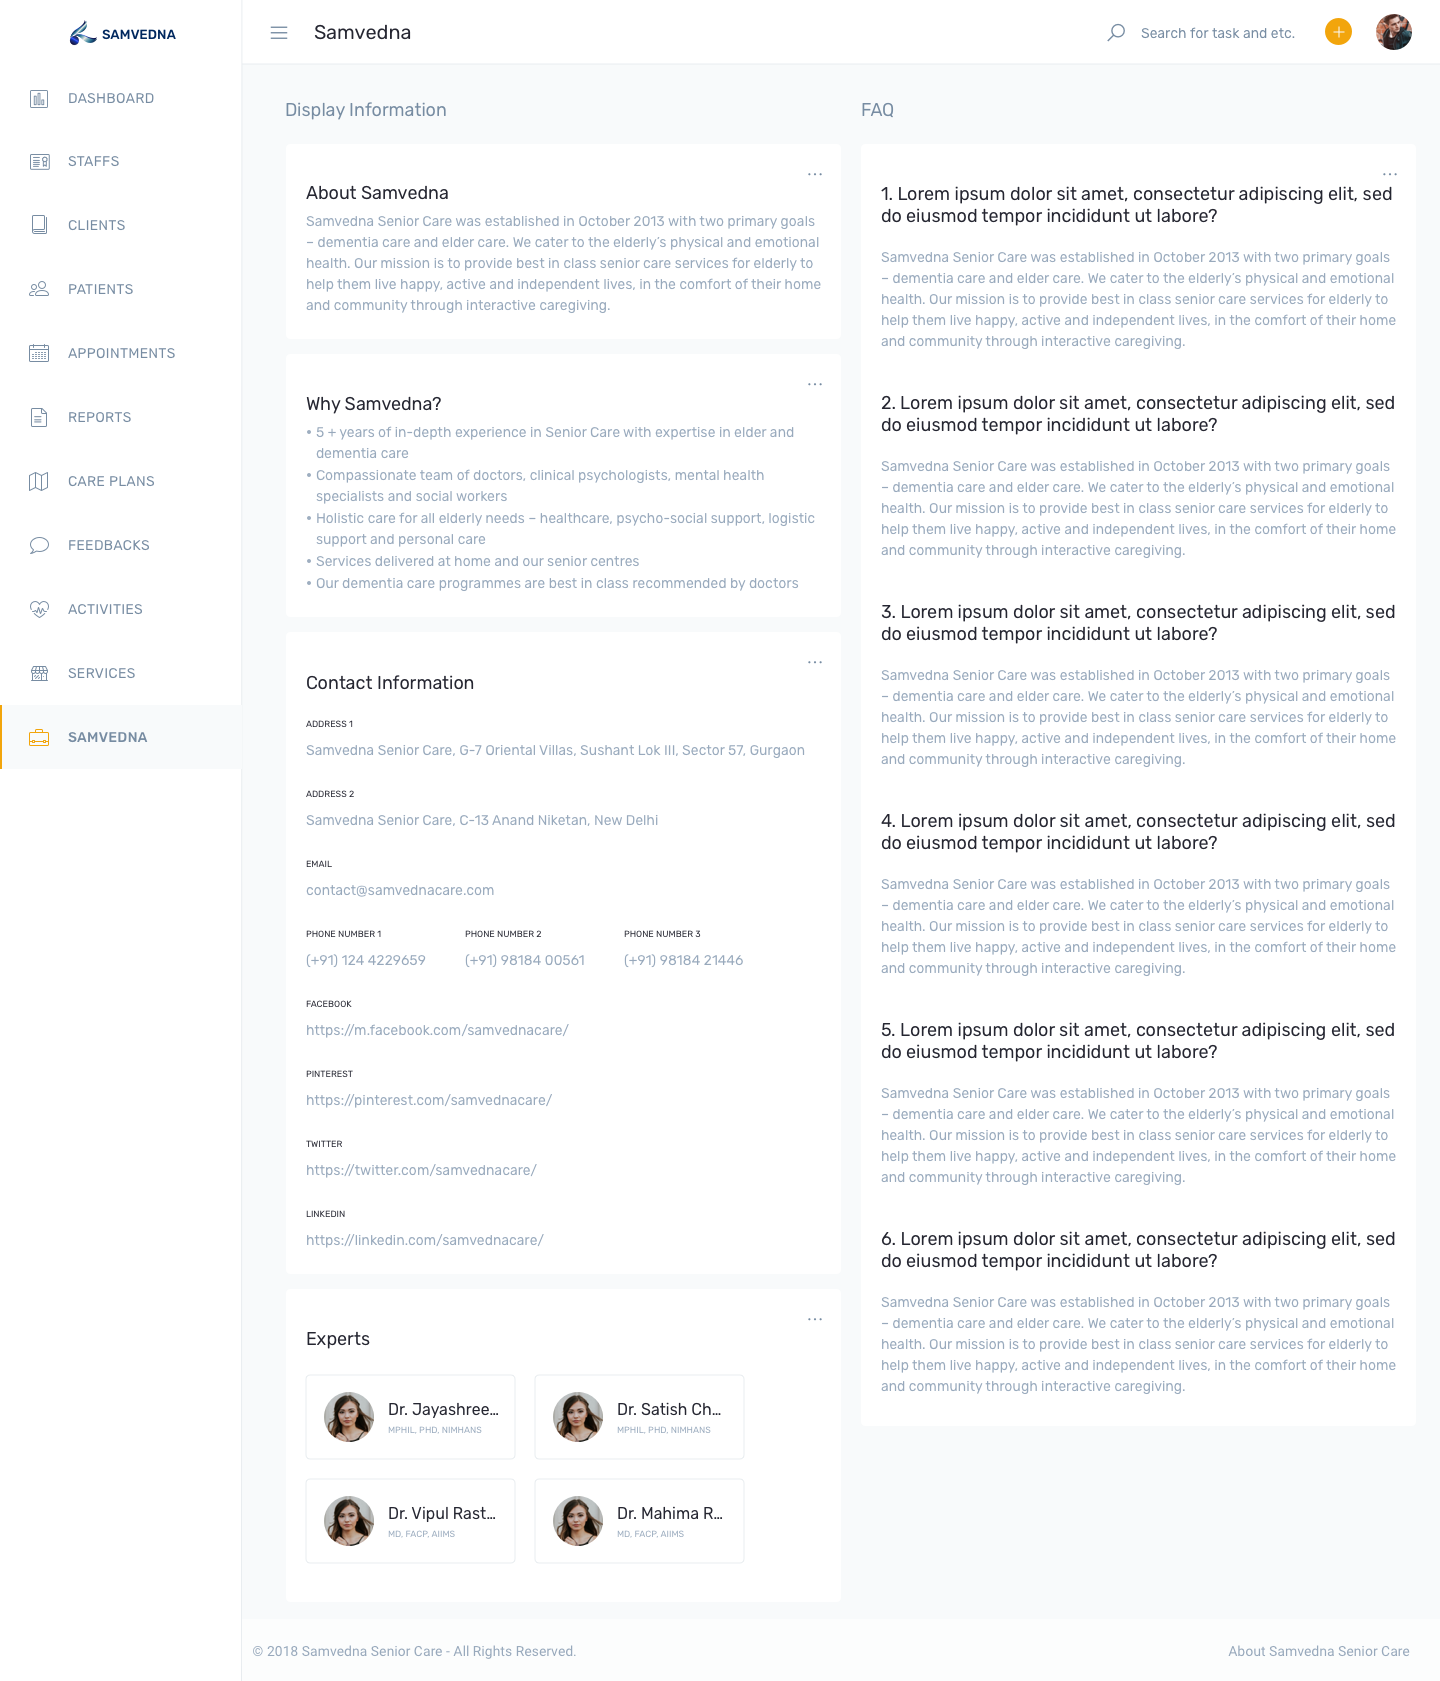 SAMVEDNA
DASHBOARD
STAFFS
CLIENTS
PATIENTS
APPOINTMENTS
REPORTS
CARE PLANS
FEEDBACKS
ACTIVITIES
SERVICES
SAMVEDNA
Samvedna
Search for task and etc.
Display Information
About Samvedna
Samvedna Senior Care was established in October 2013 with two primary goals
– dementia care and elder care. We cater to the elderly's physical and emotional
health. Our mission is to provide best in class senior care services for elderly to
help them live happy, active and independent lives, in the comfort of their home
and community through interactive caregiving.
Why Samvedna?
• 5 + years of in-depth experience in Senior Care with expertise in elder and
dementia care
• Compassionate team of doctors, clinical psychologists, mental health
specialists and social workers
• Holistic care for all elderly needs – healthcare, psycho-social support, logistic
support and personal care
• Services delivered at home and our senior centres
• Our dementia care programmes are best in class recommended by doctors
Contact Information
ADDRESS 1
Samvedna Senior Care, G-7 Oriental Villas, Sushant Lok III, Sector 57, Gurgaon
ADDRESS 2
Samvedna Senior Care, C-13 Anand Niketan, New Delhi
EMAIL
contact@samvednacare.com
PHONE NUMBER 1 PHONE NUMBER 2 PHONE NUMBER 3
(+91) 124 4229659 (+91) 98184 00561 (+91) 98184 21446
FACEBOOK
https://m.facebook.com/samvednacare/
PINTEREST
https://pinterest.com/samvednacare/
TWITTER
https://twitter.com/samvednacare/
LINKEDIN
https://linkedin.com/samvednacare/
Experts
Dr. Jayashree...
MPHIL, PHD, NIMHANS
Dr. Satish Ch...
MPHIL, PHD, NIMHANS
Dr. Vipul Rast...
MD, FACP, AIIMS
Dr. Mahima R...
MD, FACP, AIIMS
FAQ
1. Lorem ipsum dolor sit amet, consectetur adipiscing elit, sed
do eiusmod tempor incididunt ut labore?
Samvedna Senior Care was established in October 2013 with two primary goals
– dementia care and elder care. We cater to the elderly's physical and emotional
health. Our mission is to provide best in class senior care services for elderly to
help them live happy, active and independent lives, in the comfort of their home
and community through interactive caregiving.
2. Lorem ipsum dolor sit amet, consectetur adipiscing elit, sed
do eiusmod tempor incididunt ut labore?
Samvedna Senior Care was established in October 2013 with two primary goals
– dementia care and elder care. We cater to the elderly's physical and emotional
health. Our mission is to provide best in class senior care services for elderly to
help them live happy, active and independent lives, in the comfort of their home
and community through interactive caregiving.
3. Lorem ipsum dolor sit amet, consectetur adipiscing elit, sed
do eiusmod tempor incididunt ut labore?
Samvedna Senior Care was established in October 2013 with two primary goals
– dementia care and elder care. We cater to the elderly's physical and emotional
health. Our mission is to provide best in class senior care services for elderly to
help them live happy, active and independent lives, in the comfort of their home
and community through interactive caregiving.
4. Lorem ipsum dolor sit amet, consectetur adipiscing elit, sed
do eiusmod tempor incididunt ut labore?
Samvedna Senior Care was established in October 2013 with two primary goals
– dementia care and elder care. We cater to the elderly's physical and emotional
health. Our mission is to provide best in class senior care services for elderly to
help them live happy, active and independent lives, in the comfort of their home
and community through interactive caregiving.
5. Lorem ipsum dolor sit amet, consectetur adipiscing elit, sed
do eiusmod tempor incididunt ut labore?
Samvedna Senior Care was established in October 2013 with two primary goals
– dementia care and elder care. We cater to the elderly's physical and emotional
health. Our mission is to provide best in class senior care services for elderly to
help them live happy, active and independent lives, in the comfort of their home
and community through interactive caregiving.
6. Lorem ipsum dolor sit amet, consectetur adipiscing elit, sed
do eiusmod tempor incididunt ut labore?
Samvedna Senior Care was established in October 2013 with two primary goals
– dementia care and elder care. We cater to the elderly's physical and emotional
health. Our mission is to provide best in class senior care services for elderly to
help them live happy, active and independent lives, in the comfort of their home
and community through interactive caregiving.
© 2018 Samvedna Senior Care - All Rights Reserved.
About Samvedna Senior Care